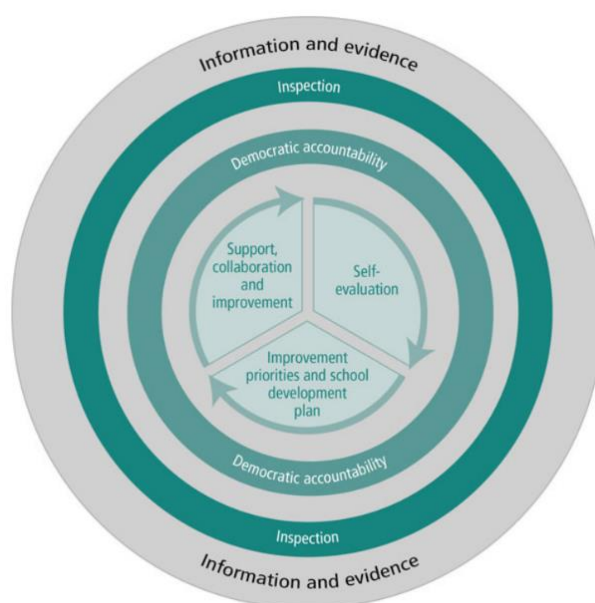 Information and evidence
Inspection
Democratic accountability
Support,
collaboration
and
improvement
Self-
evaluation
Improvement
priorities and school
development
plan
Democratic accountability
Inspection
Information and evidence